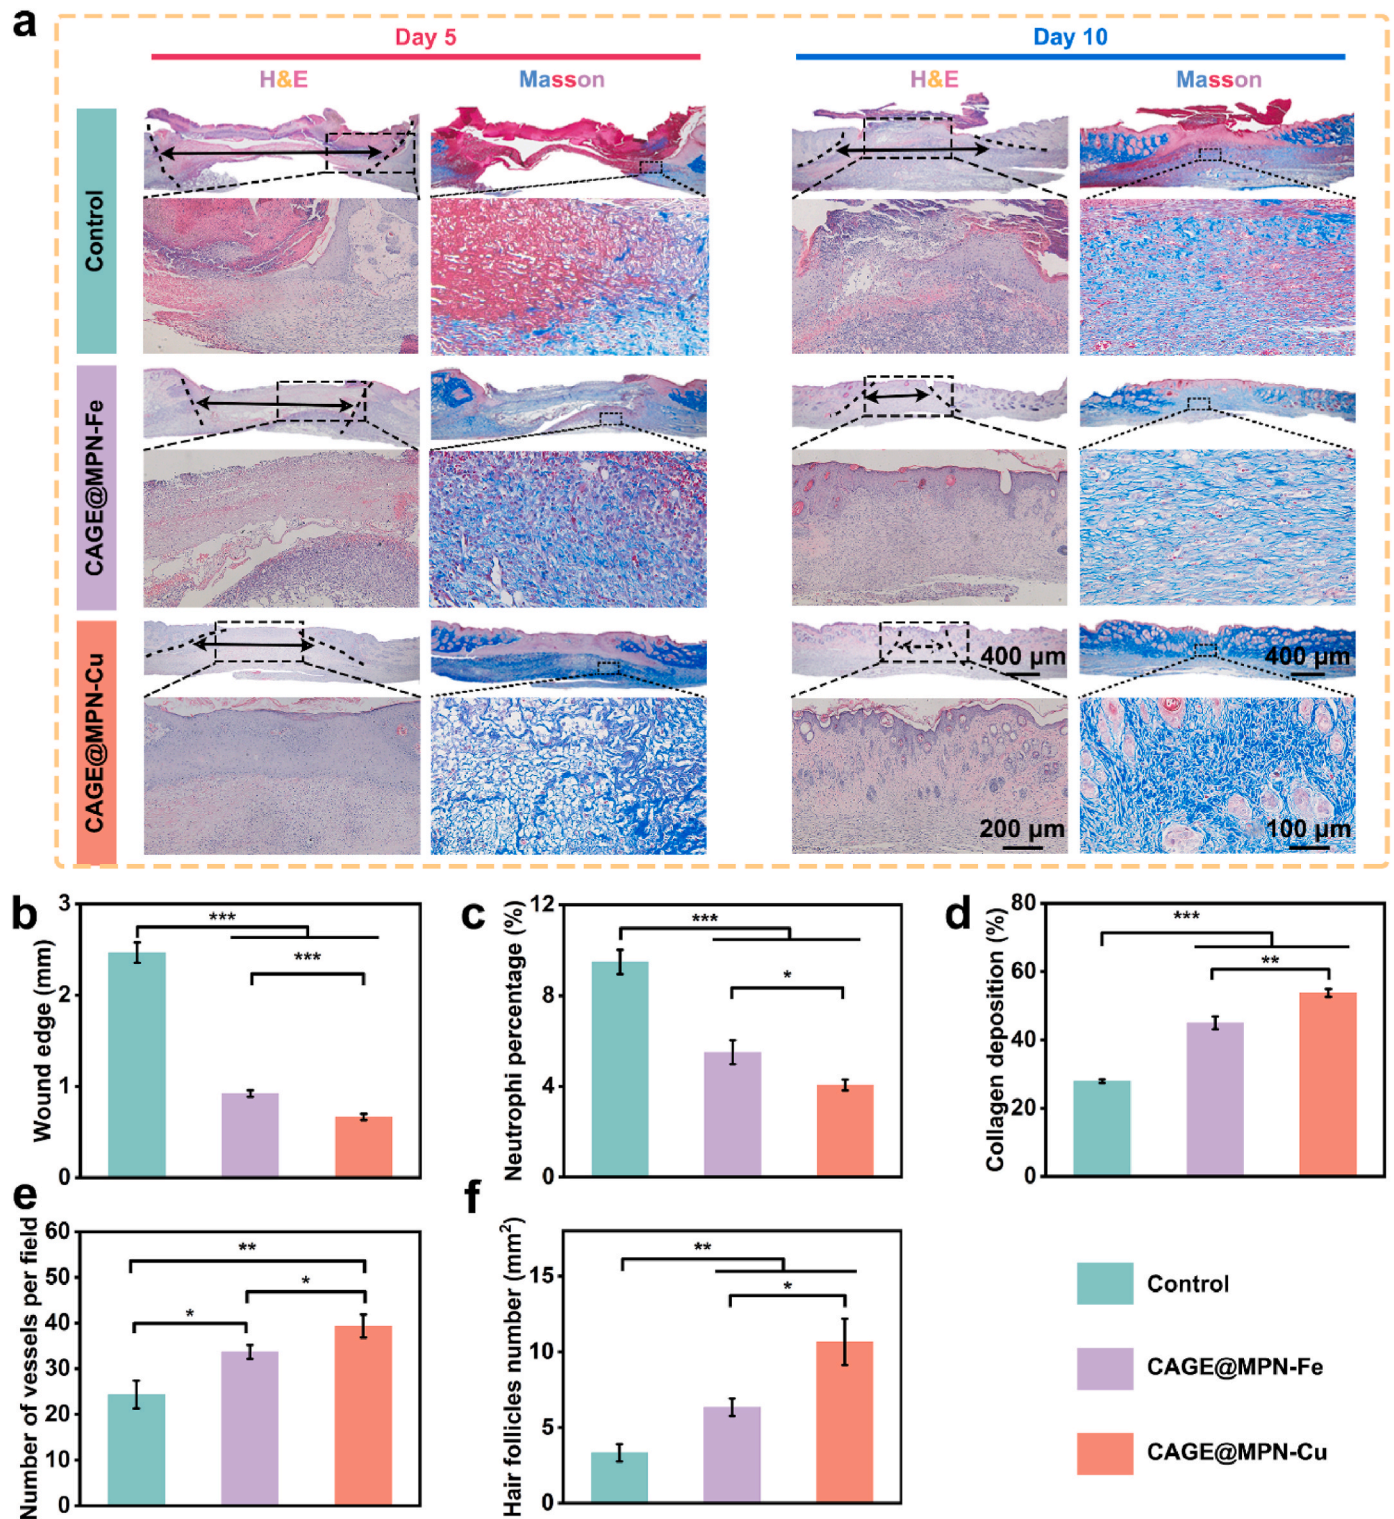 a
Day 5
Day 10
H&E
Masson
H&E
Masson
Control
CAGE@MPN-Fe
CAGE@MPN-Cu
400 μm
400 μm
200 μm
100 μm
b
Wound edge (mm)
3
2
1
0
***
***
c
Neutrophi percentage (%)
12
8
4
0
***
*
d
Collagen deposition (%)
80
60
40
20
0
***
**
e
Number of vessels per field
60
50
40
30
20
10
0
**
*
*
f
Hair follicles number (mm²)
15
10
5
0
**
*
Control
CAGE@MPN-Fe
CAGE@MPN-Cu